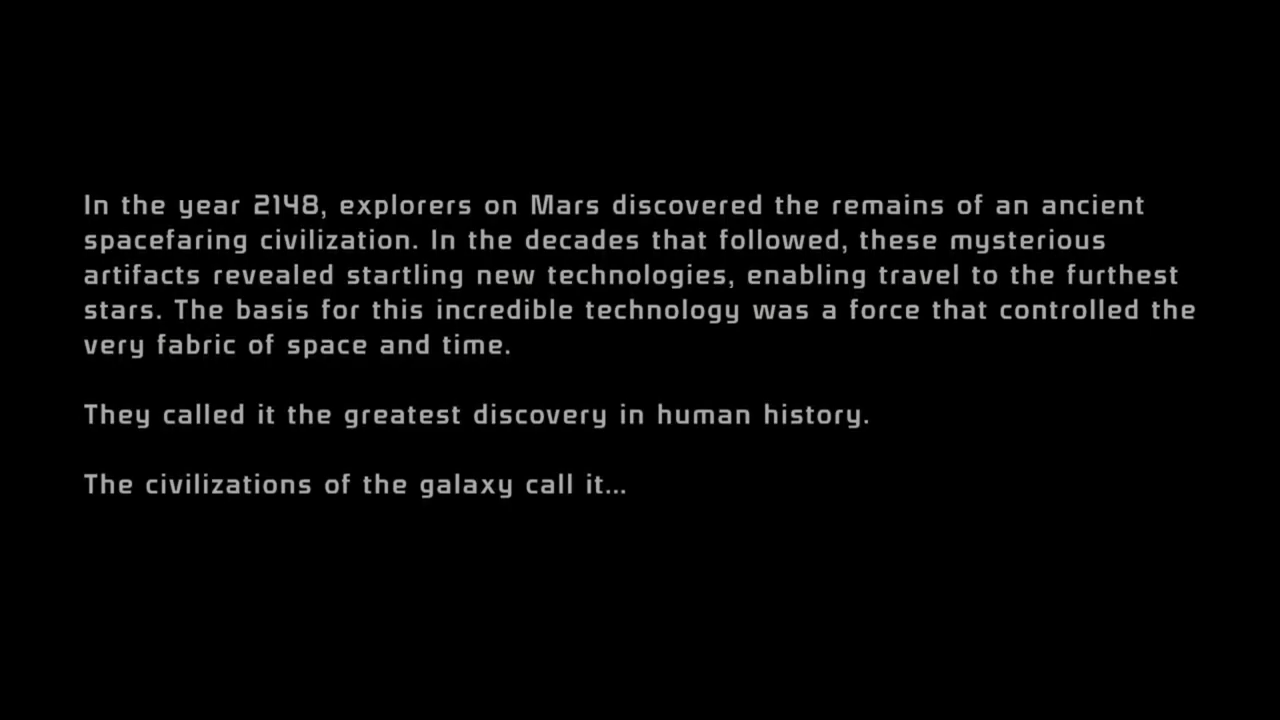 In the year 2148, explorers on Mars discovered the remains of an ancient
spacefaring civilization. In the decades that followed, these mysterious
artifacts revealed startling new technologies, enabling travel to the furthest
stars. The basis for this incredible technology was a force that controlled the
very fabric of space and time.
They called it the greatest discovery in human history.
The civilizations of the galaxy call it...